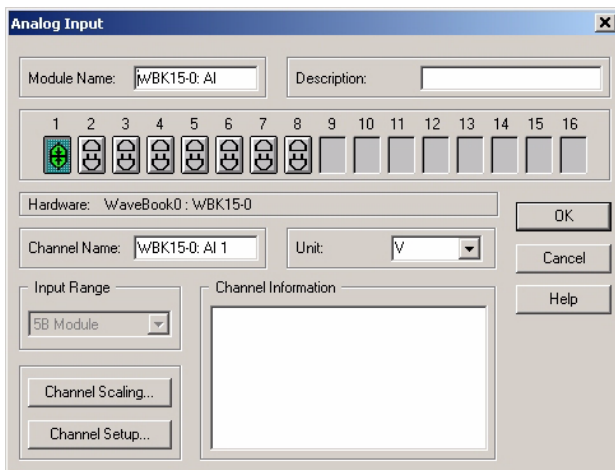 Analog Input
Module Name: WBK15-0: AI
Description:
1 2 3 4 5 6 7 8 9 10 11 12 13 14 15 16
Hardware: WaveBook0 : WBK15-0
OK
Channel Name: WBK15-0: AI 1
Unit: V
Cancel
Input Range
Channel Information
Help
5B Module
Channel Scaling...
Channel Setup...